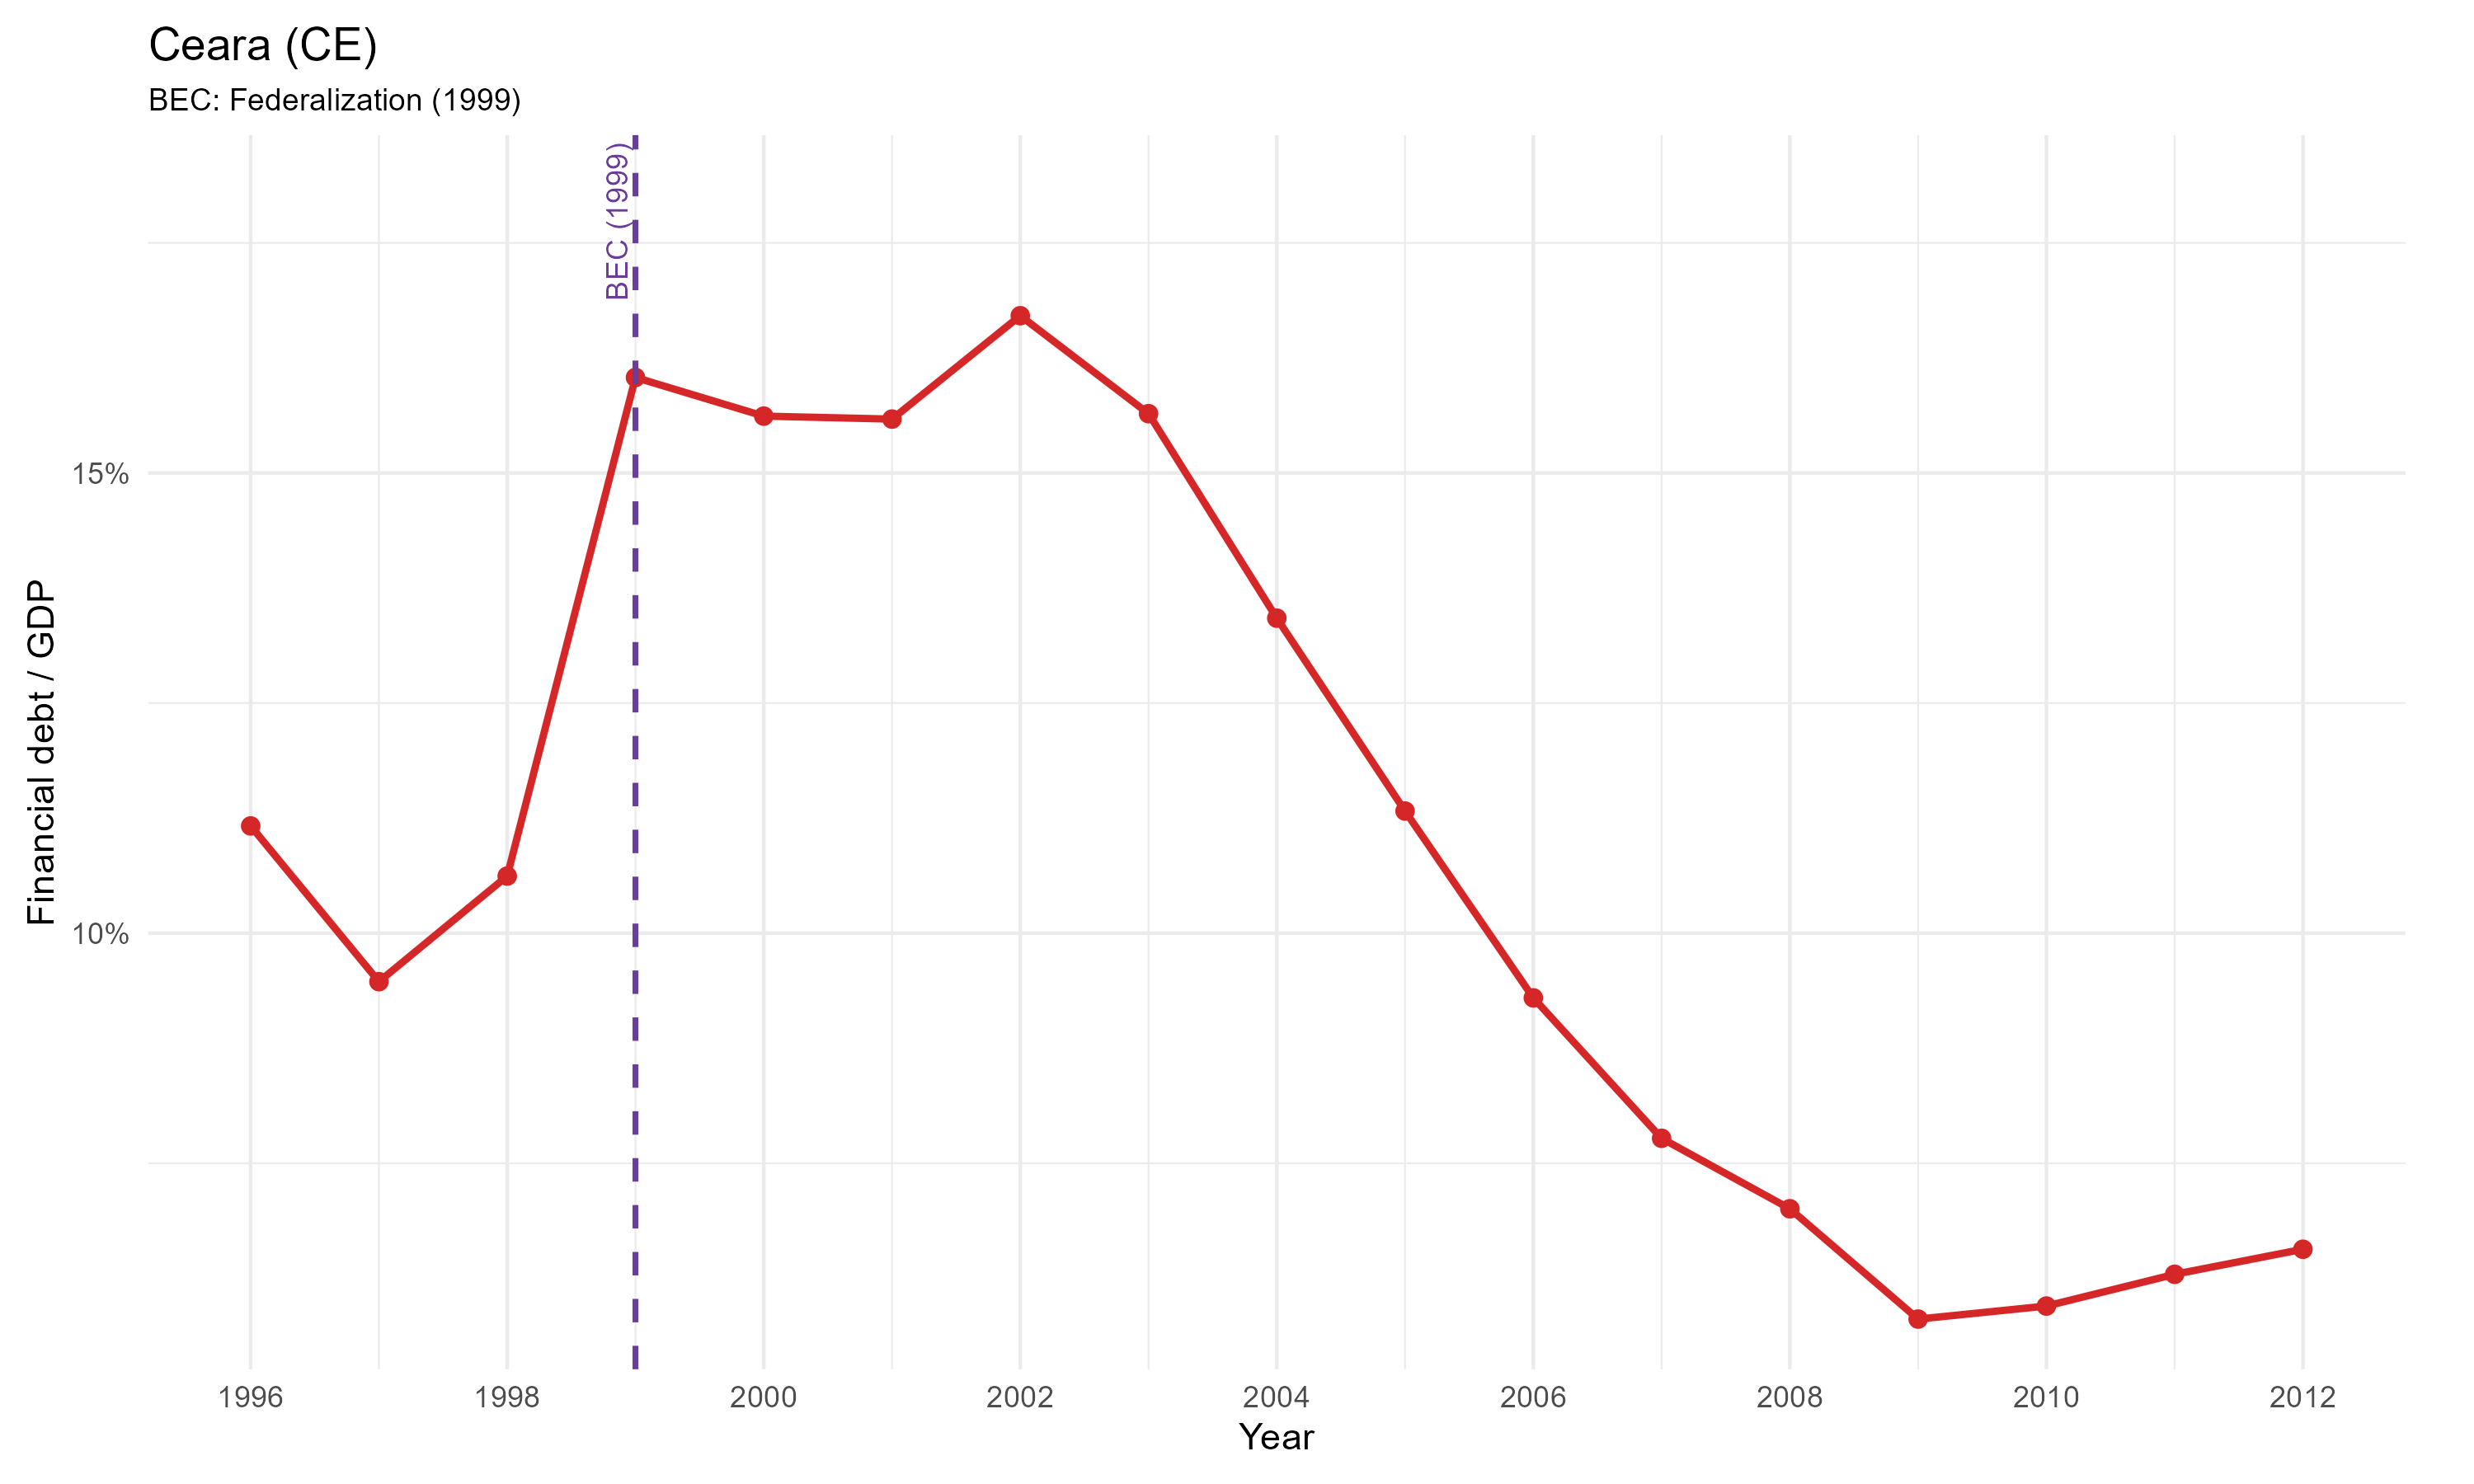 Ceara (CE)
BEC: Federalization (1999)
BEC (1999)
15%
10%
Financial debt / GDP
1996 1998 2000 2002 2004 2006 2008 2010 2012
Year